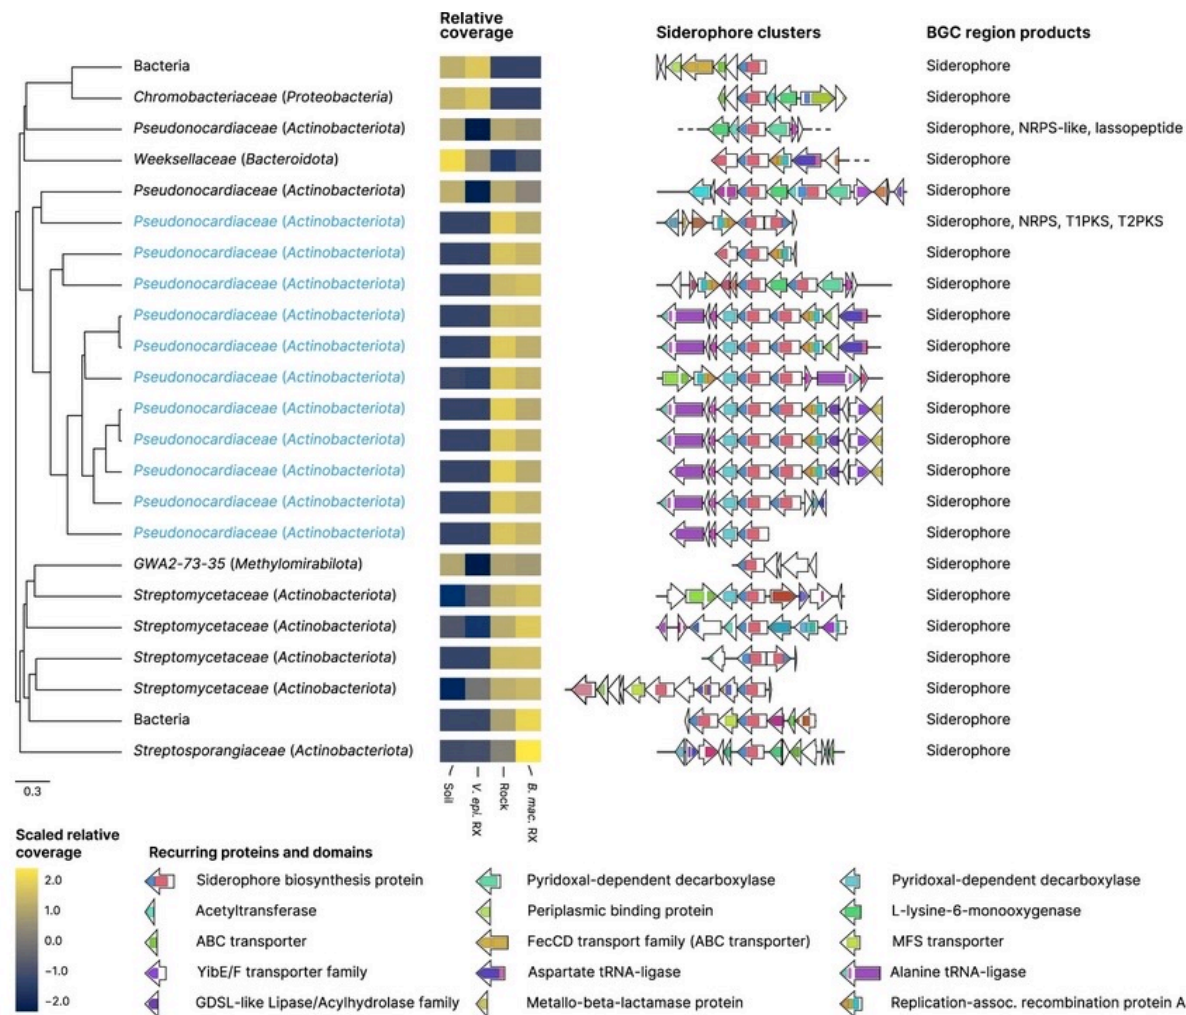 Relative coverage
Siderophore clusters
BGC region products
Bacteria
Siderophore
Chromobacteriaceae (Proteobacteria)
Siderophore
Pseudonocardiaceae (Actinobacteriota)
Siderophore, NRPS-like, lassopeptide
Weeksellaceae (Bacteroidota)
Siderophore
Pseudonocardiaceae (Actinobacteriota)
Siderophore
Pseudonocardiaceae (Actinobacteriota)
Siderophore, NRPS, T1PKS, T2PKS
Pseudonocardiaceae (Actinobacteriota)
Siderophore
Pseudonocardiaceae (Actinobacteriota)
Siderophore
Pseudonocardiaceae (Actinobacteriota)
Siderophore
Pseudonocardiaceae (Actinobacteriota)
Siderophore
Pseudonocardiaceae (Actinobacteriota)
Siderophore
Pseudonocardiaceae (Actinobacteriota)
Siderophore
Pseudonocardiaceae (Actinobacteriota)
Siderophore
Pseudonocardiaceae (Actinobacteriota)
Siderophore
Pseudonocardiaceae (Actinobacteriota)
Siderophore
Pseudonocardiaceae (Actinobacteriota)
Siderophore
GWA2-73-35 (Methylomirabilota)
Siderophore
Streptomycetaceae (Actinobacteriota)
Siderophore
Streptomycetaceae (Actinobacteriota)
Siderophore
Streptomycetaceae (Actinobacteriota)
Siderophore
Streptomycetaceae (Actinobacteriota)
Siderophore
Bacteria
Siderophore
Streptosporangiaceae (Actinobacteriota)
Siderophore
0.3
Soil
V. epi. RX
Rock
B. mac. RX
Scaled relative
coverage
2.0
1.0
0.0
−1.0
−2.0
Recurring proteins and domains
Siderophore biosynthesis protein
Pyridoxal-dependent decarboxylase
Pyridoxal-dependent decarboxylase
Acetyltransferase
Periplasmic binding protein
L-lysine-6-monooxygenase
ABC transporter
FecCD transport family (ABC transporter)
MFS transporter
YibE/F transporter family
Aspartate tRNA-ligase
Alanine tRNA-ligase
GDSL-like Lipase/Acylhydrolase family
Metallo-beta-lactamase protein
Replication-assoc. recombination protein A